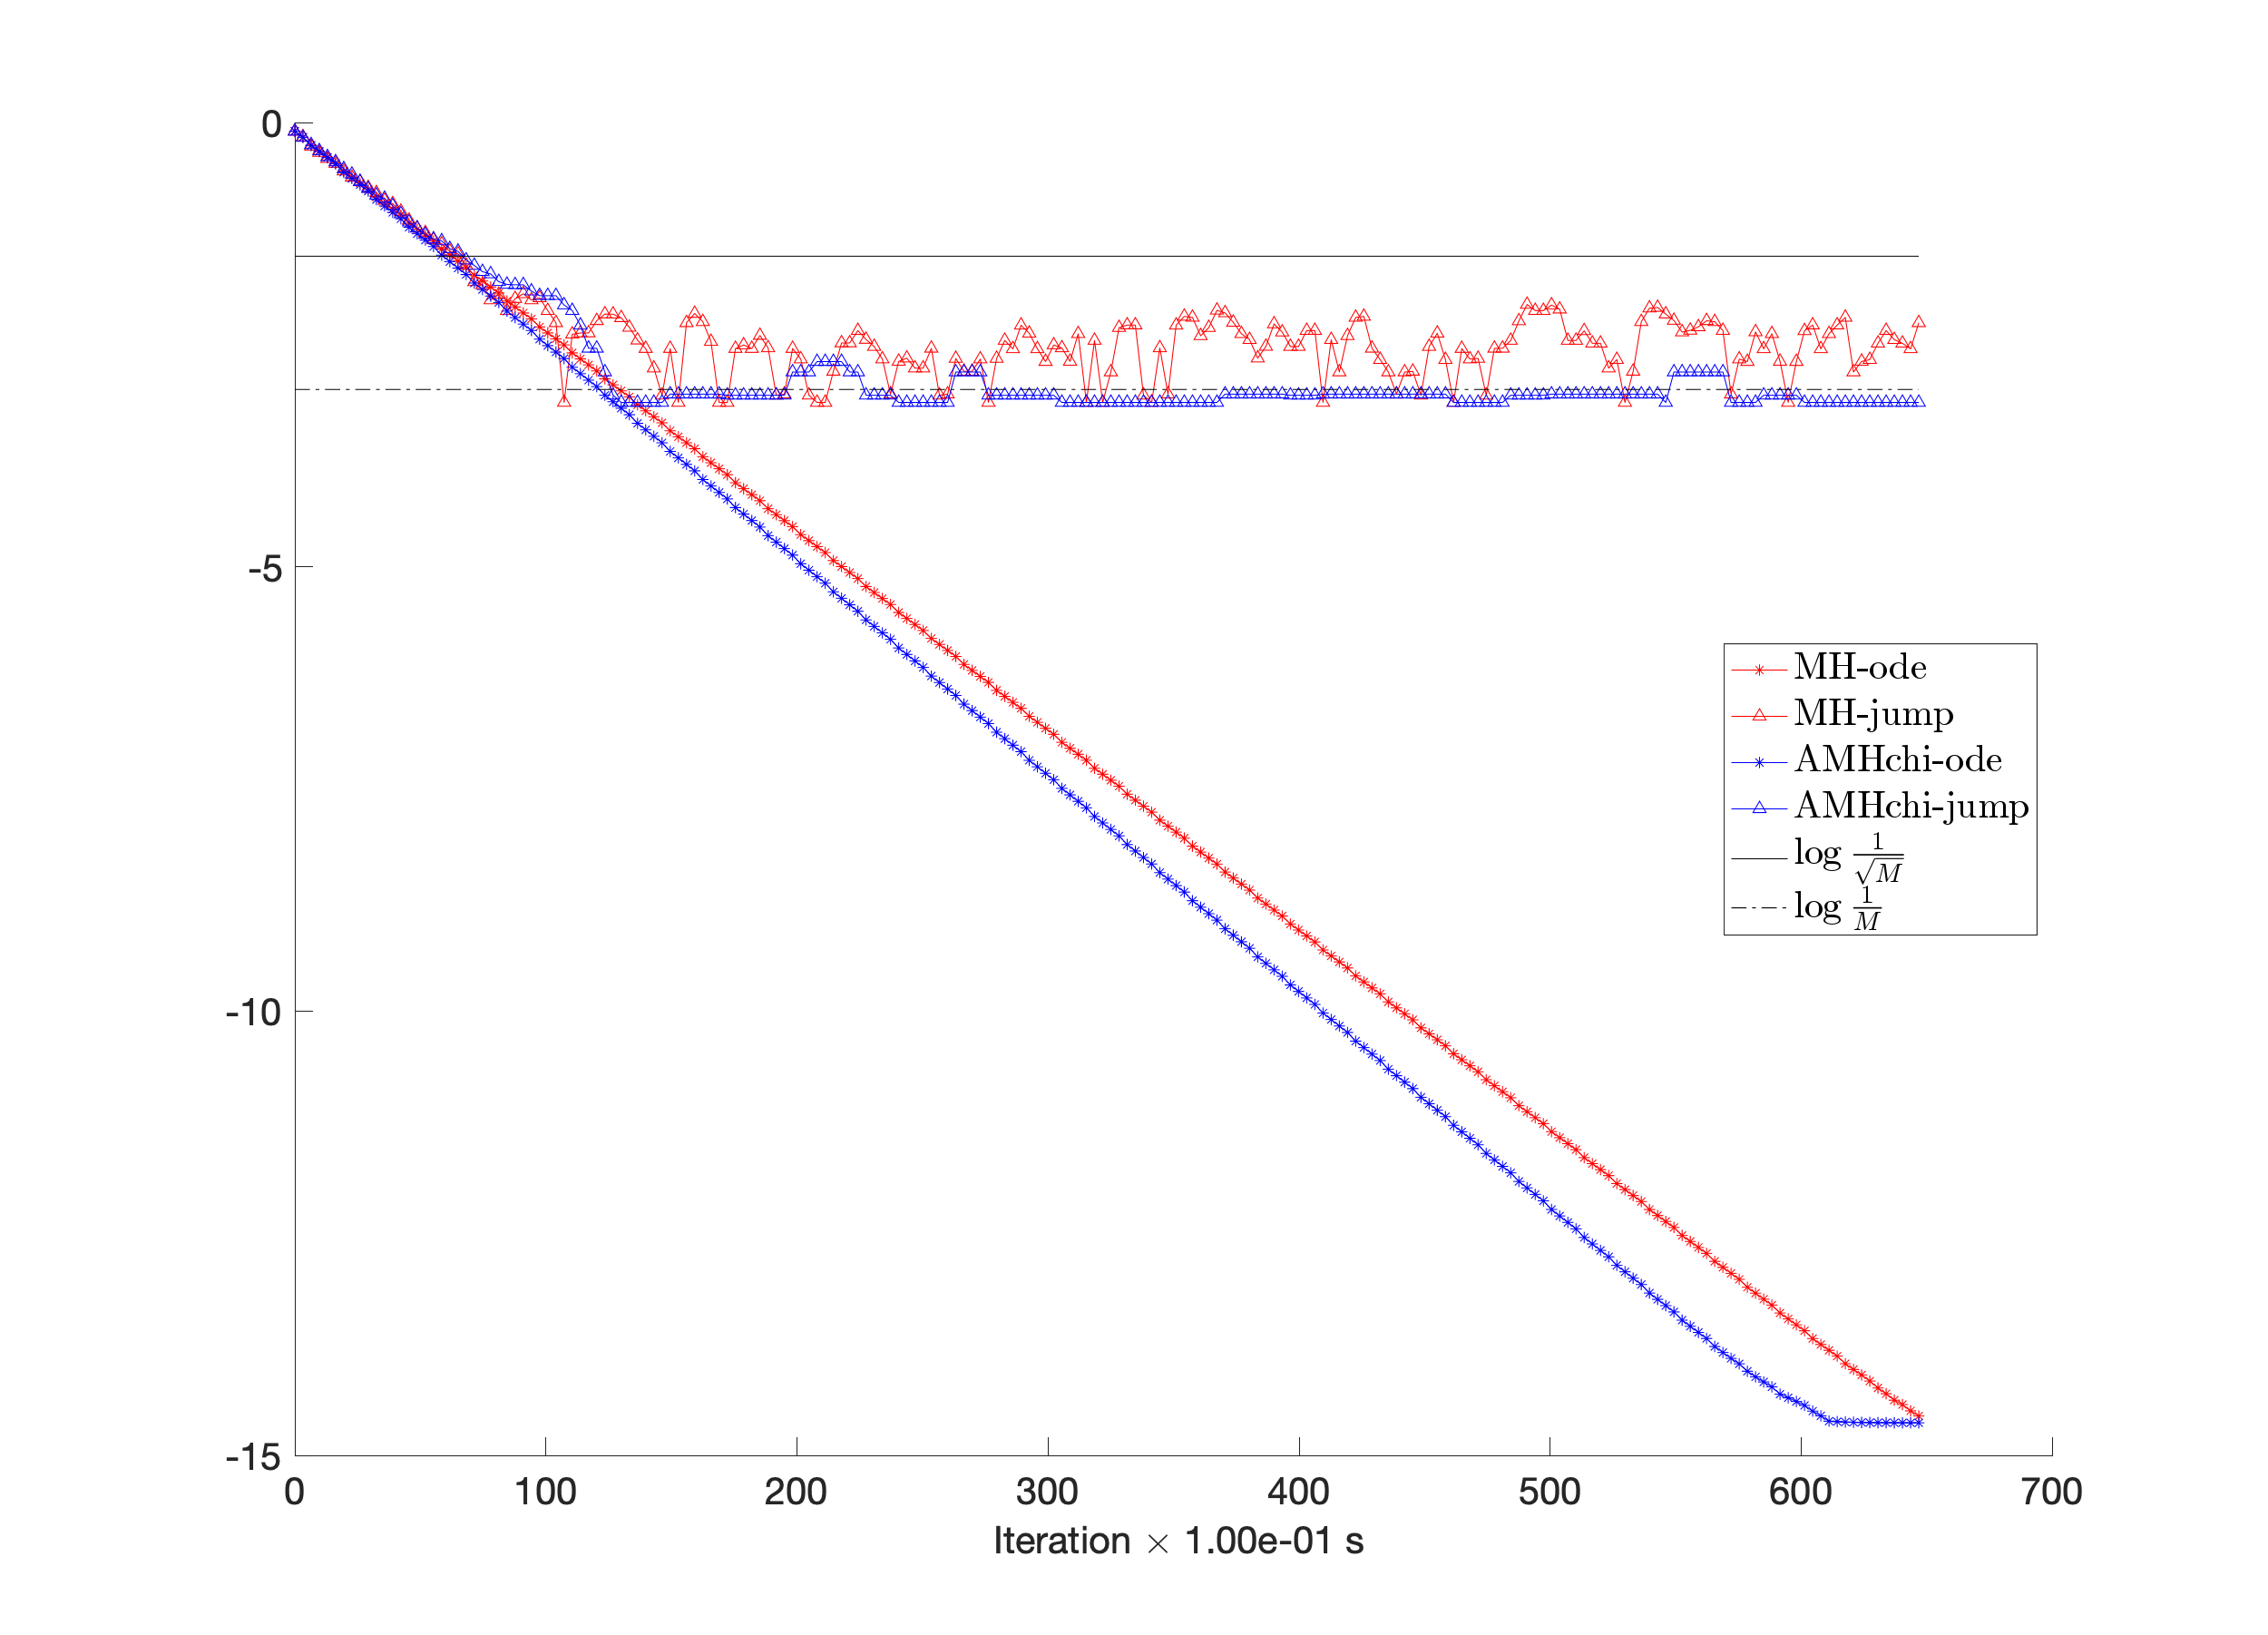 0
-5
-10
-15
0 100 200 300 400 500 600 700
Iteration × 1.00e-01 s
MH-ode
MH-jump
AMHchi-ode
AMHchi-jump
log 1/√M
log 1/M